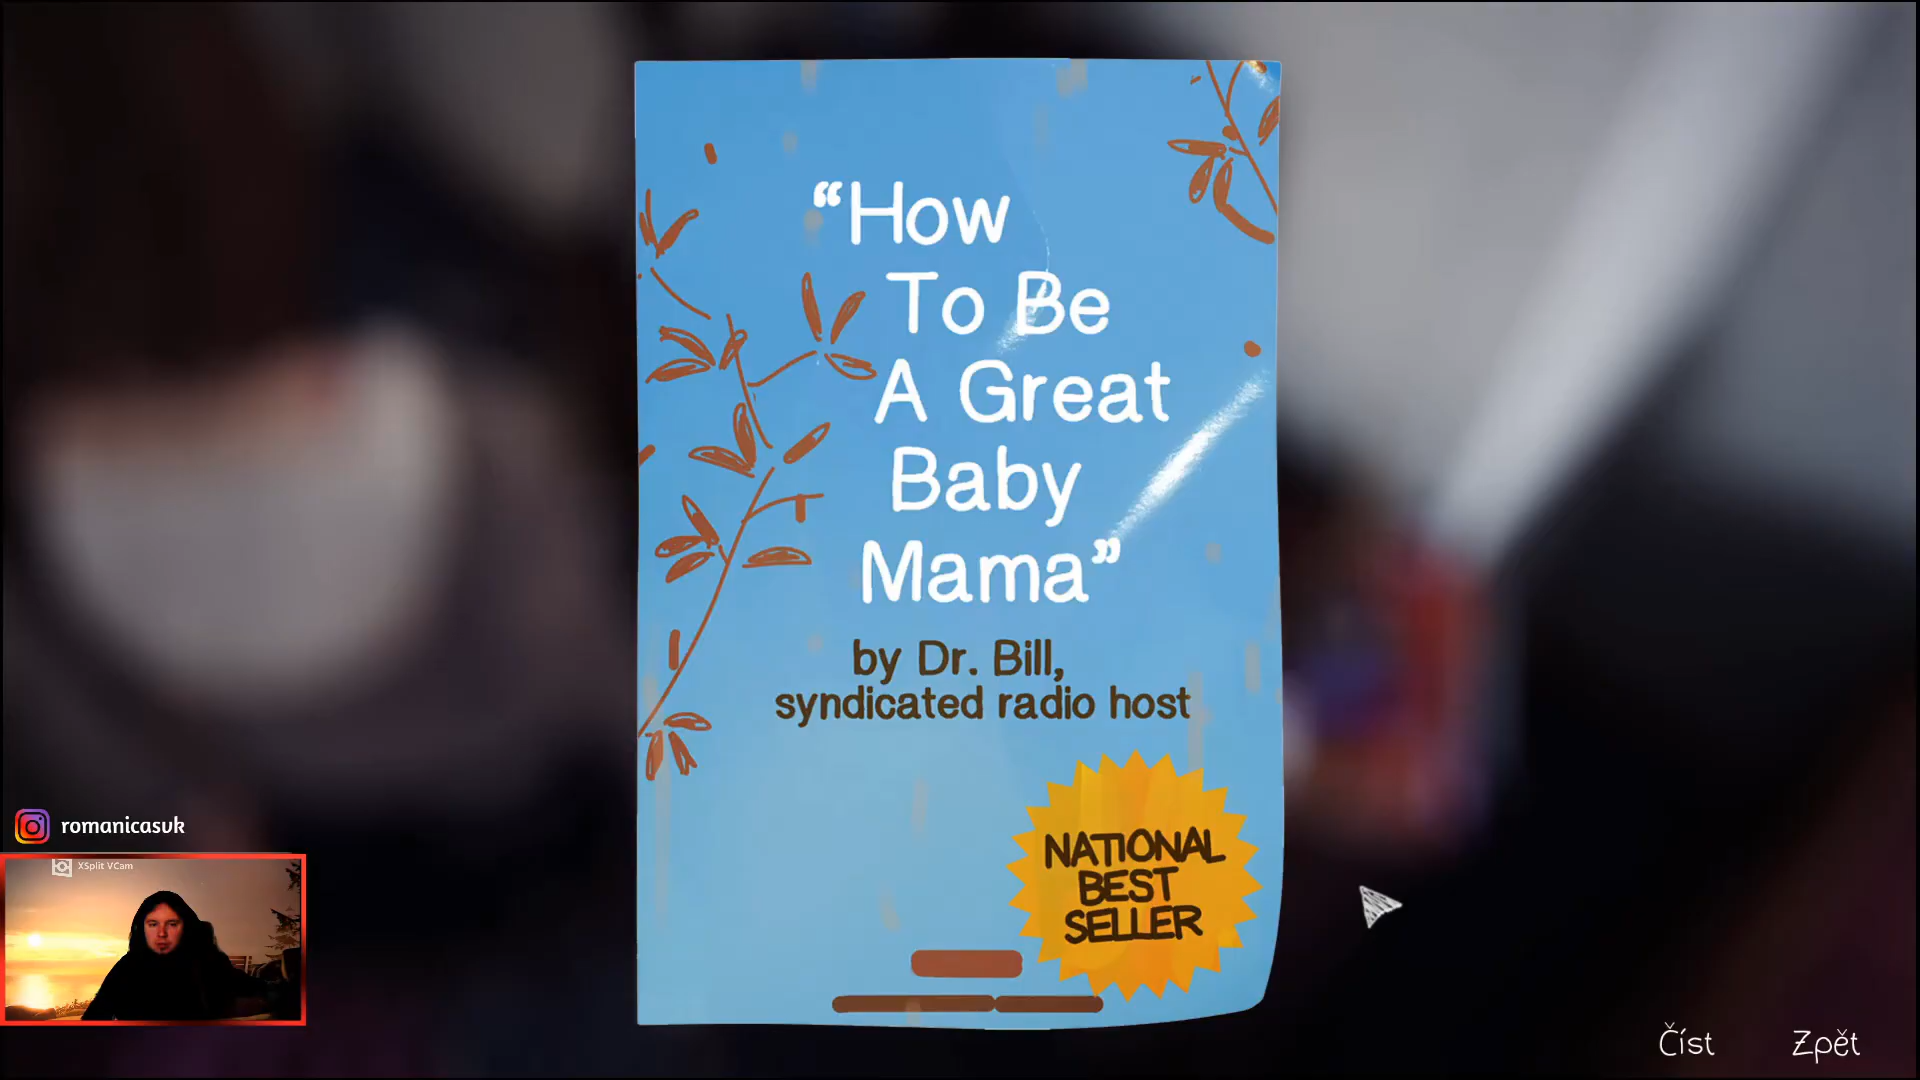 “How
To Be
A Great
Baby
Mama”
by Dr. Bill,
syndicated radio host
NATIONAL
BEST
SELLER
romanicasuk
XSplit VCam
Číst
Zpět